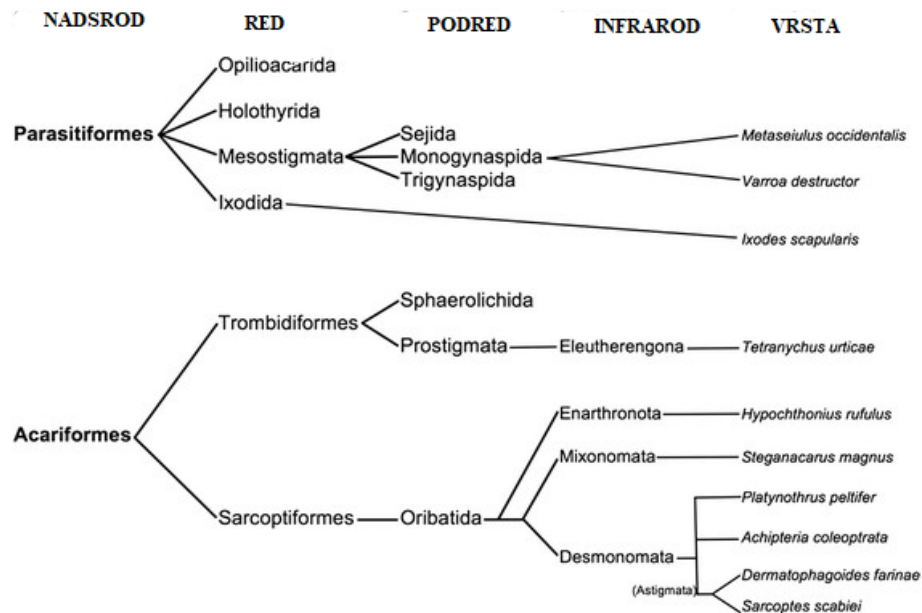 NADSROD RED PODRED INFRAROD VRSTA
Opilioacarida
Holothyrida
Parasitiformes
Sejida
Metaseiulus occidentalis
Mesostigmata
Monogynaspida
Trigynaspida
Varroa destructor
Ixodida
Ixodes scapularis
Sphaerolichida
Trombidiformes
Prostigmata
Eleutherengona
Tetranychus urticae
Enarthronota
Hypochthonius rufulus
Acariformes
Mixonomata
Steganacarus magnus
Platynothrus peltifer
Sarcoptiformes
Oribatida
Achipteria coleoptrata
Desmonomata
Dermatophagoides farinae
(Astigmata)
Sarcoptes scabiei